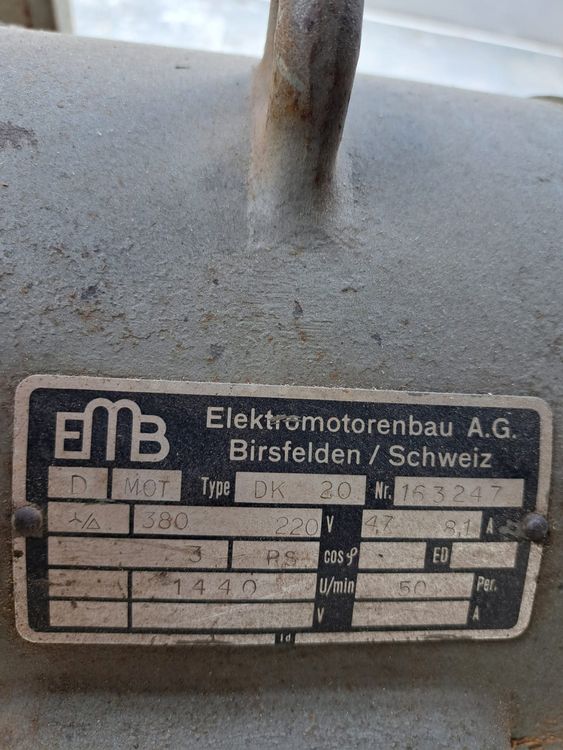 EMB
Elektromotorenbau A.G.
Birsfelden / Schweiz
D MOT Type DK 20 Nr. 163247
⅄/△ 380 220 V 4,7 8,1 A
3 PS cos φ ED
1440 U/min 50 Per.
V A